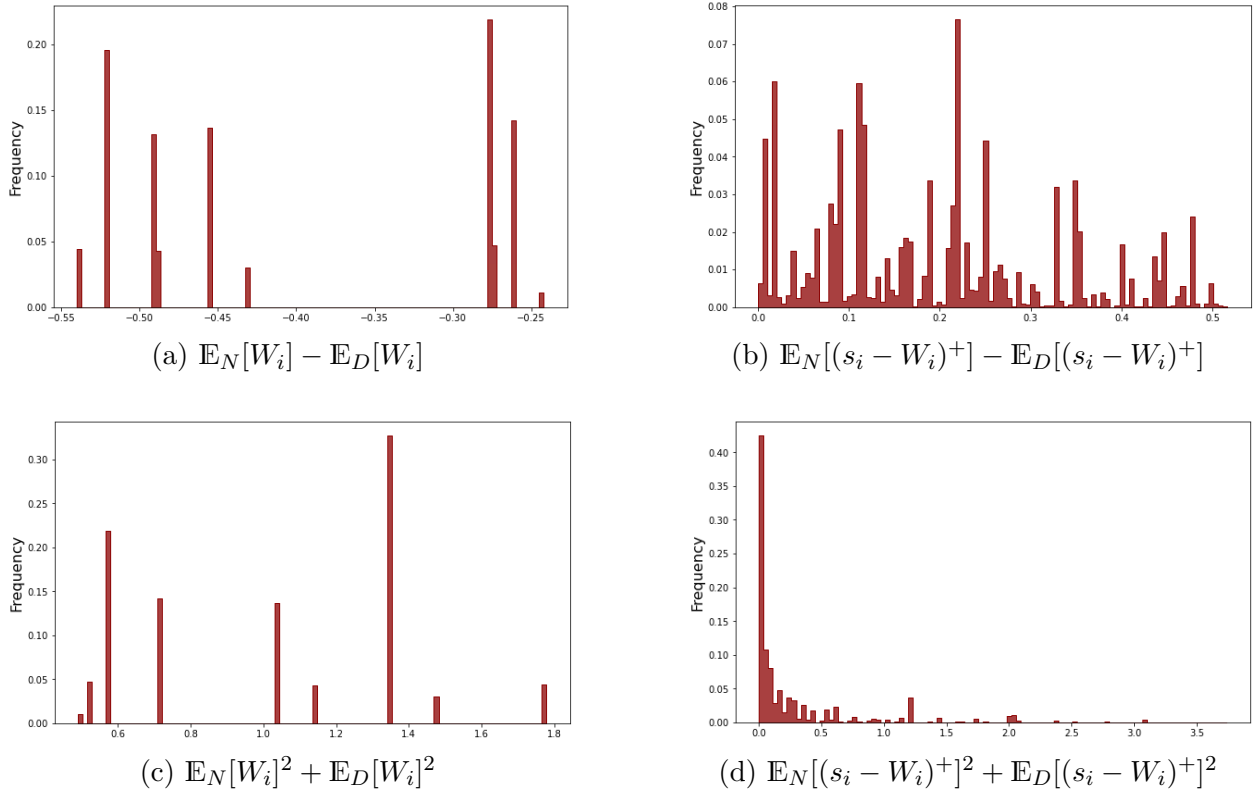 0.20
0.15
0.10
0.05
0.00
Frequency
−0.55 −0.50 −0.45 −0.40 −0.35 −0.30 −0.25
(a) 𝔼_N[W_i] − 𝔼_D[W_i]
0.08
0.07
0.06
0.05
0.04
0.03
0.02
0.01
0.00
Frequency
0.0 0.1 0.2 0.3 0.4 0.5
(b) 𝔼_N[(s_i − W_i)^+] − 𝔼_D[(s_i − W_i)^+]
0.30
0.25
0.20
0.15
0.10
0.05
0.00
Frequency
0.6 0.8 1.0 1.2 1.4 1.6 1.8
(c) 𝔼_N[W_i]^2 + 𝔼_D[W_i]^2
0.40
0.35
0.30
0.25
0.20
0.15
0.10
0.05
0.00
Frequency
0.0 0.5 1.0 1.5 2.0 2.5 3.0 3.5
(d) 𝔼_N[(s_i − W_i)^+]^2 + 𝔼_D[(s_i − W_i)^+]^2